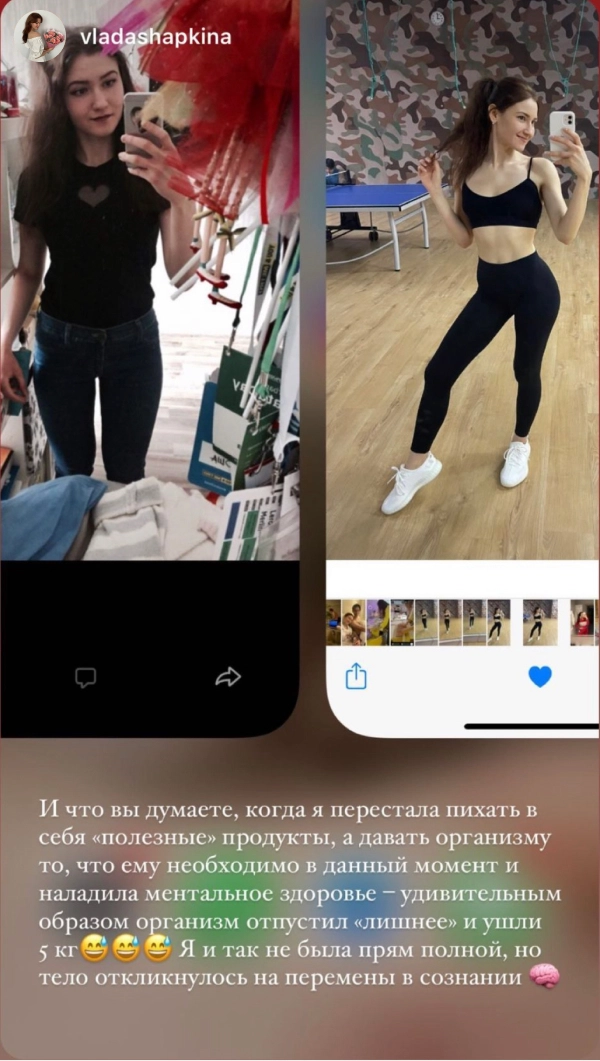 vladashapkina
И что вы думаете, когда я перестала пихать в
себя «полезные» продукты, а давать организму
то, что ему необходимо в данный момент и
наладила ментальное здоровье – удивительным
образом организм отпустил «лишнее» и ушли
5 кг😅😅😅 Я и так не была прям полной, но
тело откликнулось на перемены в сознании 🧠